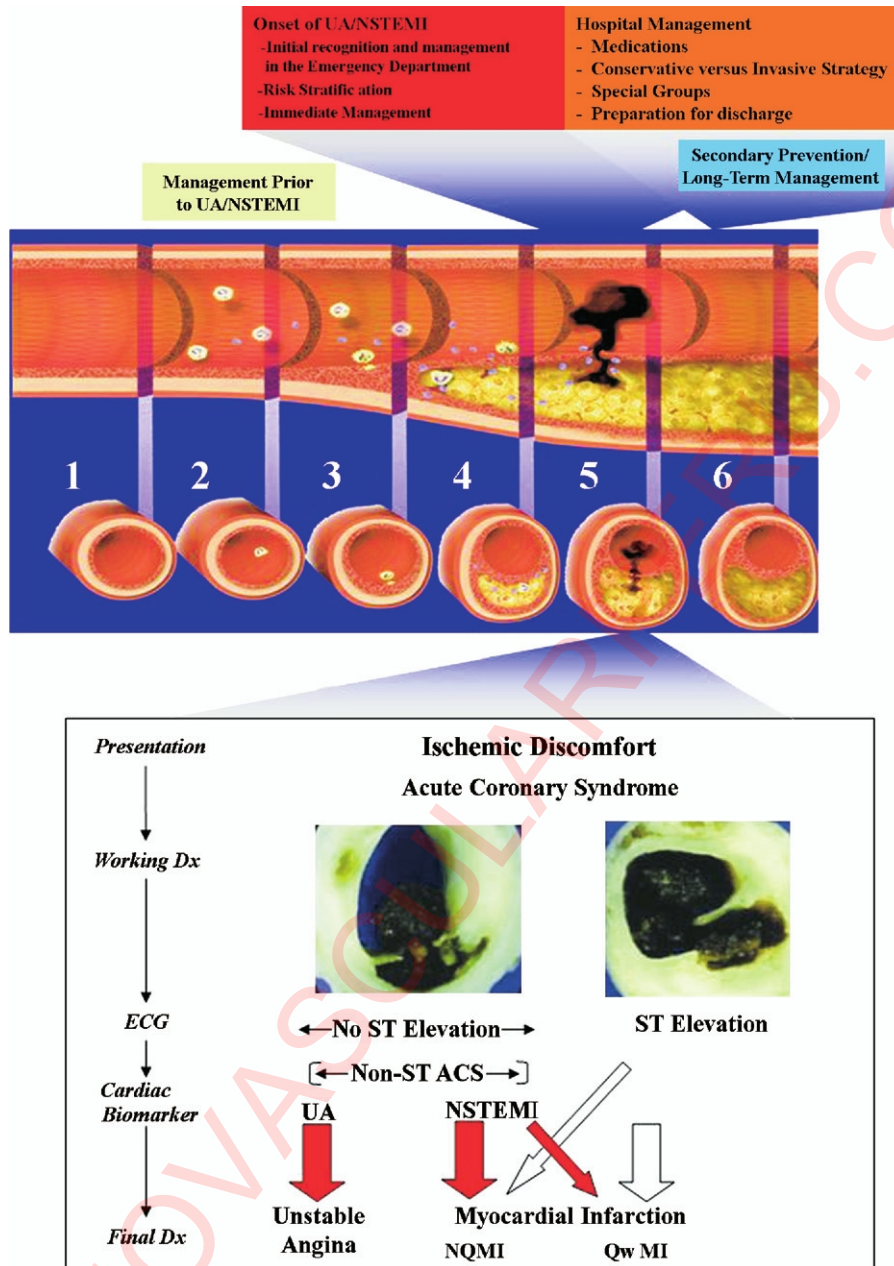 Onset of UA/NSTEMI
-Initial recognition and management
in the Emergency Department
-Risk Stratific ation
-Immediate Management
Hospital Management
- Medications
- Conservative versus Invasive Strategy
- Special Groups
- Preparation for discharge
Secondary Prevention/
Long-Term Management
Management Prior
to UA/NSTEMI
1 2 3 4 5 6
Presentation
Ischemic Discomfort
Acute Coronary Syndrome
Working Dx
ECG
No ST Elevation
ST Elevation
Non-ST ACS
Cardiac
Biomarker
UA
NSTEMI
Unstable
Angina
Myocardial Infarction
Final Dx
NQMI
Qw MI